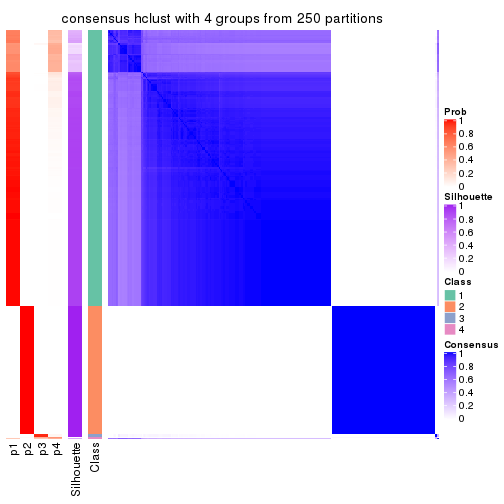 consensus hclust with 4 groups from 250 partitions
Prob
1
0.8
0.6
0.4
0.2
0
Silhouette
1
0.8
0.6
0.4
0.2
0
Class
1
2
3
4
Consensus
1
0.8
0.6
0.4
0.2
0
p1
p2
p3
p4
Silhouette
Class